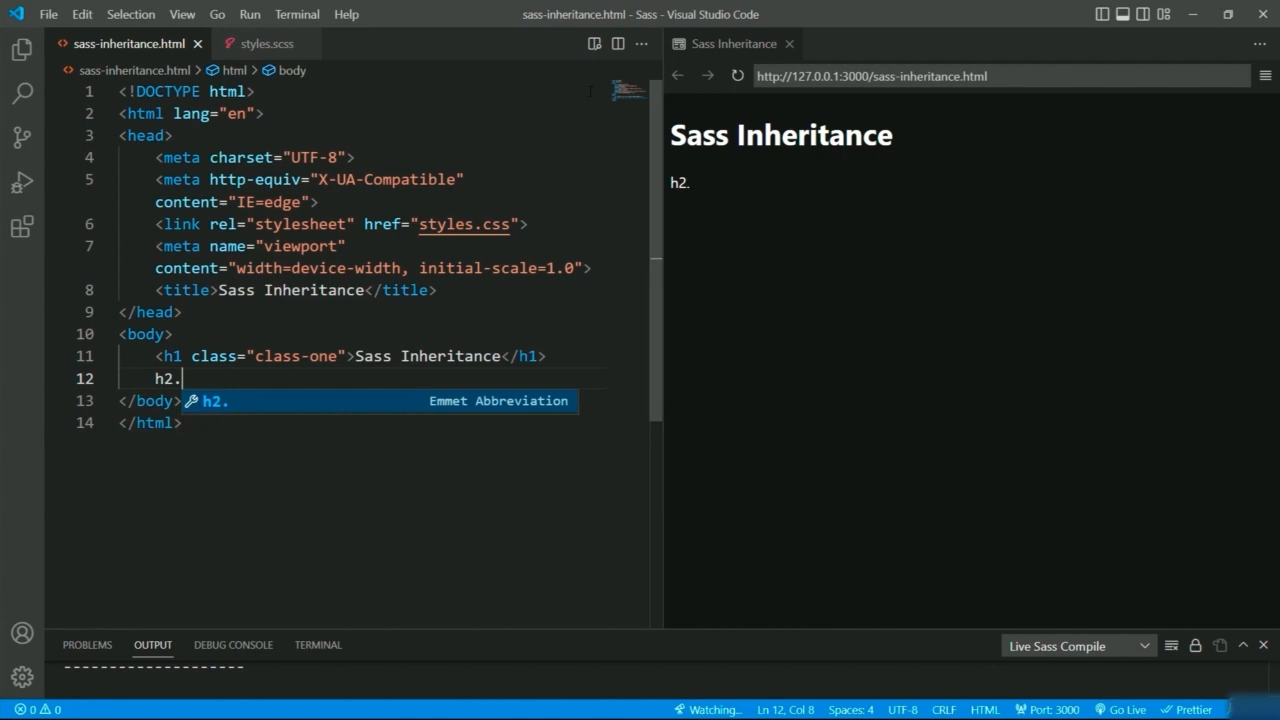 File Edit Selection View Go Run Terminal Help
sass-inheritance.html - Sass - Visual Studio Code
sass-inheritance.html
styles.scss
sass-inheritance.html > html > body
1 <!DOCTYPE html>
2 <html lang="en">
3 <head>
4 <meta charset="UTF-8">
5 <meta http-equiv="X-UA-Compatible"
content="IE=edge">
6 <link rel="stylesheet" href="styles.css">
7 <meta name="viewport"
content="width=device-width, initial-scale=1.0">
8 <title>Sass Inheritance</title>
9 </head>
10 <body>
11 <h1 class="class-one">Sass Inheritance</h1>
12 h2.
13 </body>
h2. Emmet Abbreviation
14 </html>
Sass Inheritance
http://127.0.0.1:3000/sass-inheritance.html
Sass Inheritance
h2.
PROBLEMS OUTPUT DEBUG CONSOLE TERMINAL
Live Sass Compile
--------------------
0 0 Watching... Ln 12, Col 8 Spaces: 4 UTF-8 CRLF HTML Port: 3000 Go Live Prettier